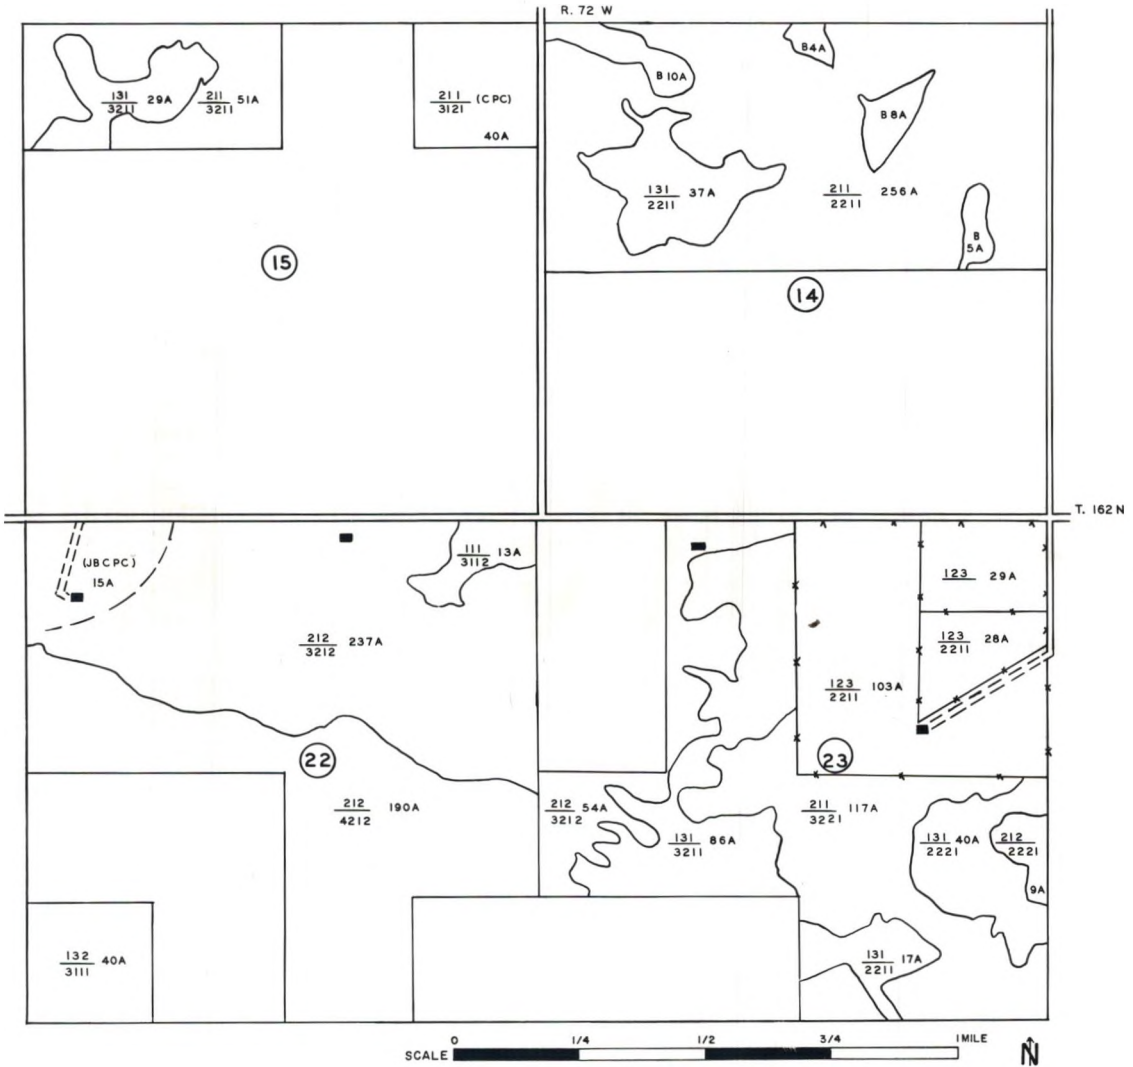 R. 72 W
131
3211 29A
211
3211 51A
211
3121 (CPC)
40A
B 10A
B4A
B8A
131
2211 37A
211
2211 256A
B
5A
15
14
T. 162 N
(JBCPC)
15A
111
3112 13A
212
3212 237A
123 29A
123
2211 28A
123
2211 103A
22
23
212
4212 190A
212
3212 54A
131
3211 86A
211
3221 117A
131
2221 40A
212
2221
9A
132
3111 40A
131
2211 17A
SCALE 0 1/4 1/2 3/4 1 MILE
N